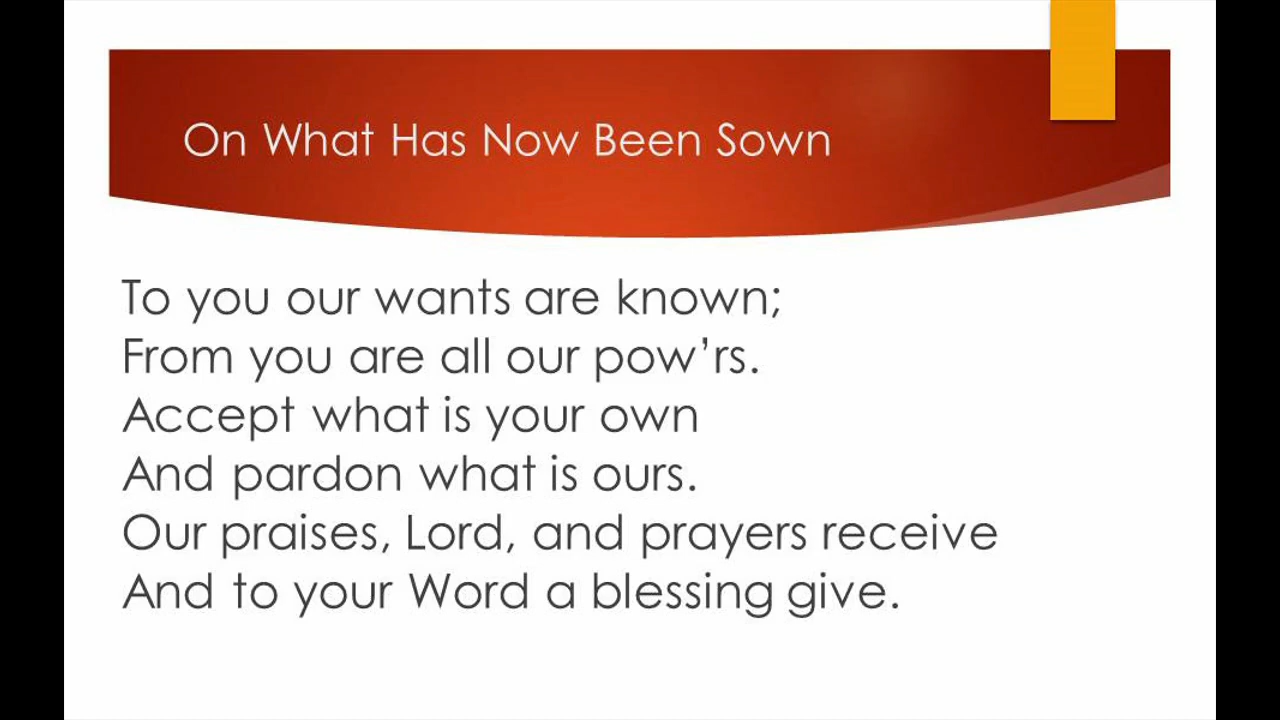 On What Has Now Been Sown
To you our wants are known;
From you are all our pow’rs.
Accept what is your own
And pardon what is ours.
Our praises, Lord, and prayers receive
And to your Word a blessing give.